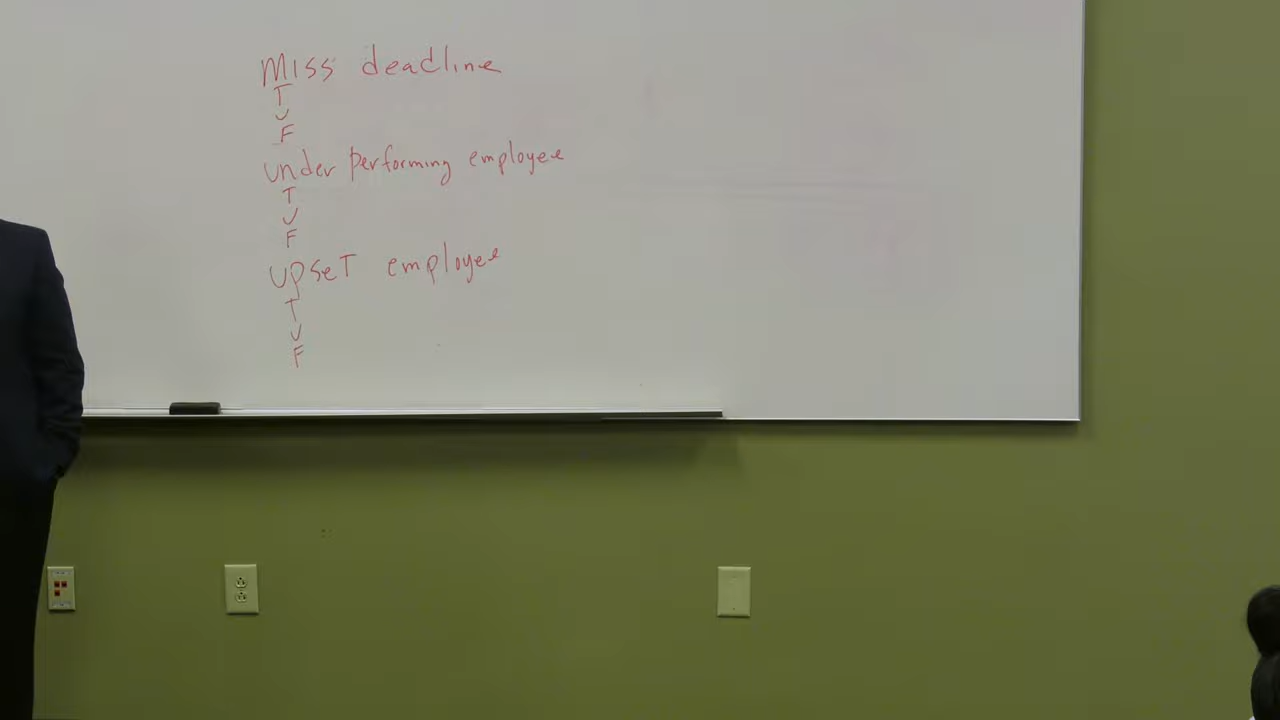 Miss deadline
T
U
F
under performing employee
T
U
F
upset employee
T
U
F